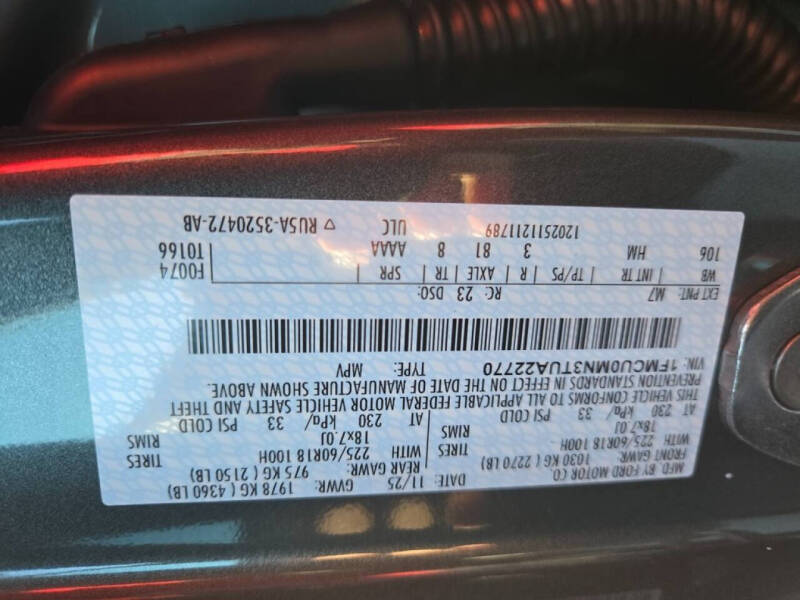 MFD. BY FORD MOTOR CO.
DATE: 11/25 GVWR: 1978 KG ( 4360 LB)
FRONT GAWR: 1030 KG ( 2270 LB) REAR GAWR: 975 KG ( 2150 LB)
WITH 225/60R18 100H TIRES WITH 225/60R18 100H TIRES
18x7.0J RIMS 18x7.0J RIMS
AT 230 kPa/ 33 PSI COLD AT 230 kPa/ 33 PSI COLD
THIS VEHICLE CONFORMS TO ALL APPLICABLE FEDERAL MOTOR VEHICLE SAFETY AND THEFT
PREVENTION STANDARDS IN EFFECT ON THE DATE OF MANUFACTURE SHOWN ABOVE.
VIN: 1FMCU0MN3TUA22770 TYPE: MPV
EXT PNT: M7 RC: 23 DSO: F0074
WB INT TR TP/PS R AXLE TR SPR T0166
106 HM 3 81 8 AAAA
1202511211789 ULC ▽ RU5A-3520472-AB